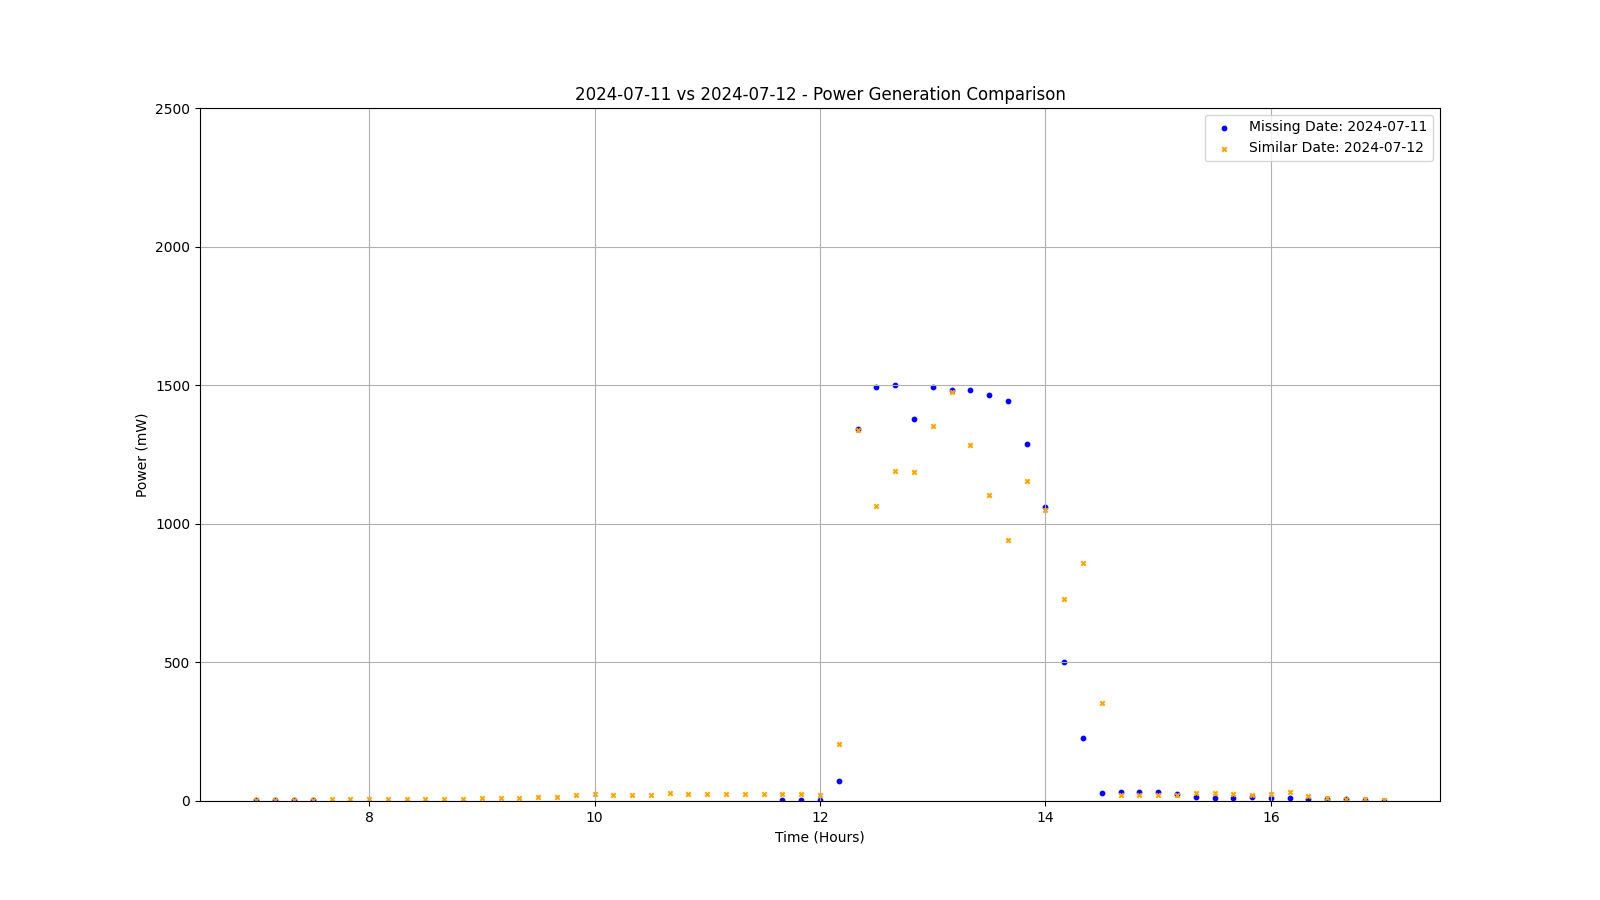 2024-07-11 vs 2024-07-12 - Power Generation Comparison
Missing Date: 2024-07-11
Similar Date: 2024-07-12
2500
2000
1500
1000
500
0
Power (mW)
8 10 12 14 16
Time (Hours)